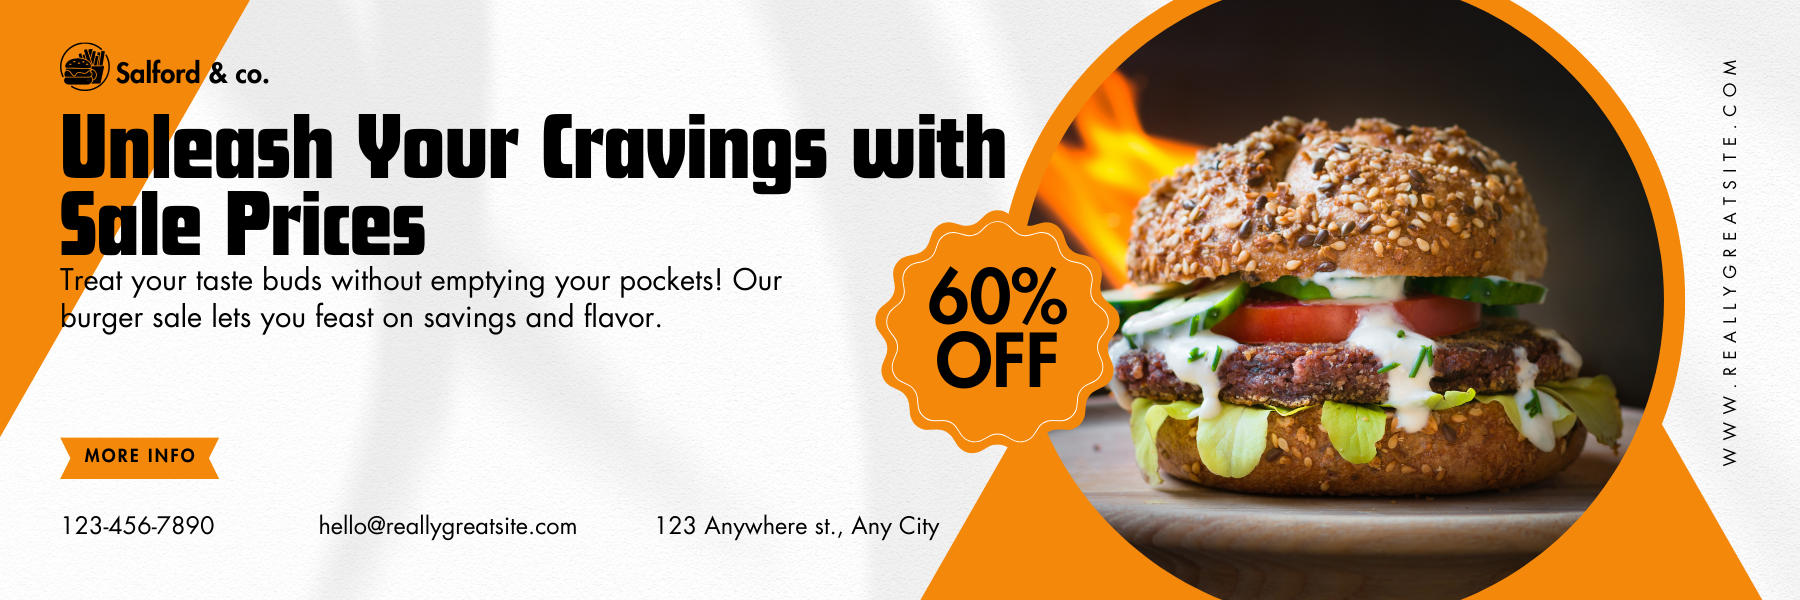 Salford & co.
Unleash Your Cravings with
Sale Prices
Treat your taste buds without emptying your pockets! Our
burger sale lets you feast on savings and flavor.
60%
OFF
MORE INFO
123-456-7890
hello@reallygreatsite.com
123 Anywhere st., Any City
WWW.REALLYGREATSITE.COM